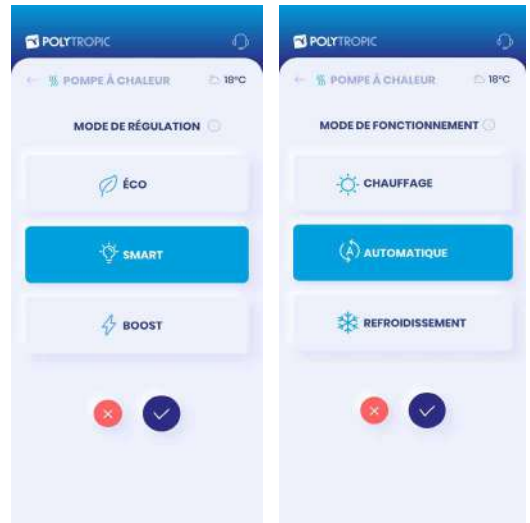 POLYTROPIC
POMPE À CHALEUR 18°C
MODE DE RÉGULATION
ÉCO
SMART
BOOST
POLYTROPIC
POMPE À CHALEUR 18°C
MODE DE FONCTIONNEMENT
CHAUFFAGE
A AUTOMATIQUE
REFROIDISSEMENT